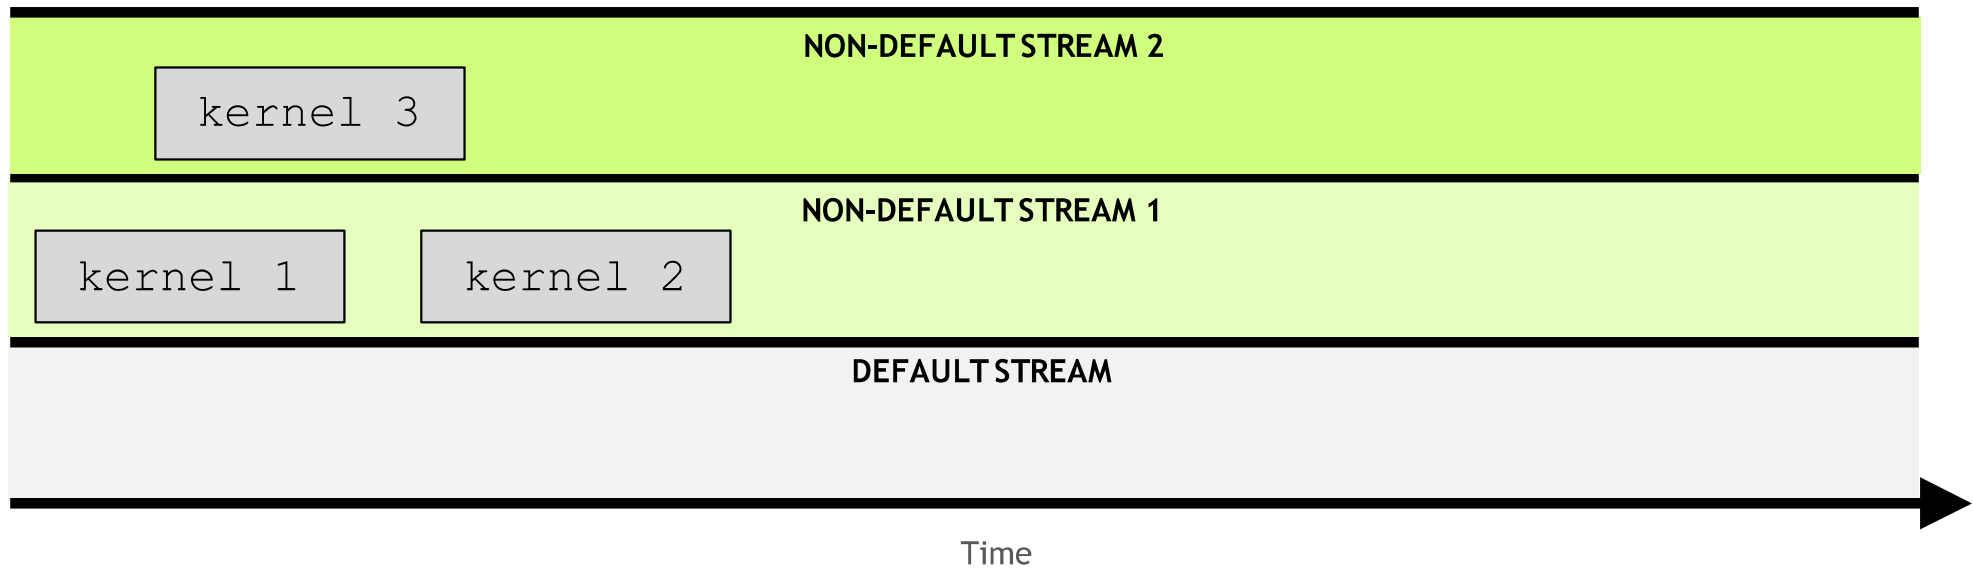 NON-DEFAULT STREAM 2
kernel 3
NON-DEFAULT STREAM 1
kernel 1
kernel 2
DEFAULT STREAM
Time